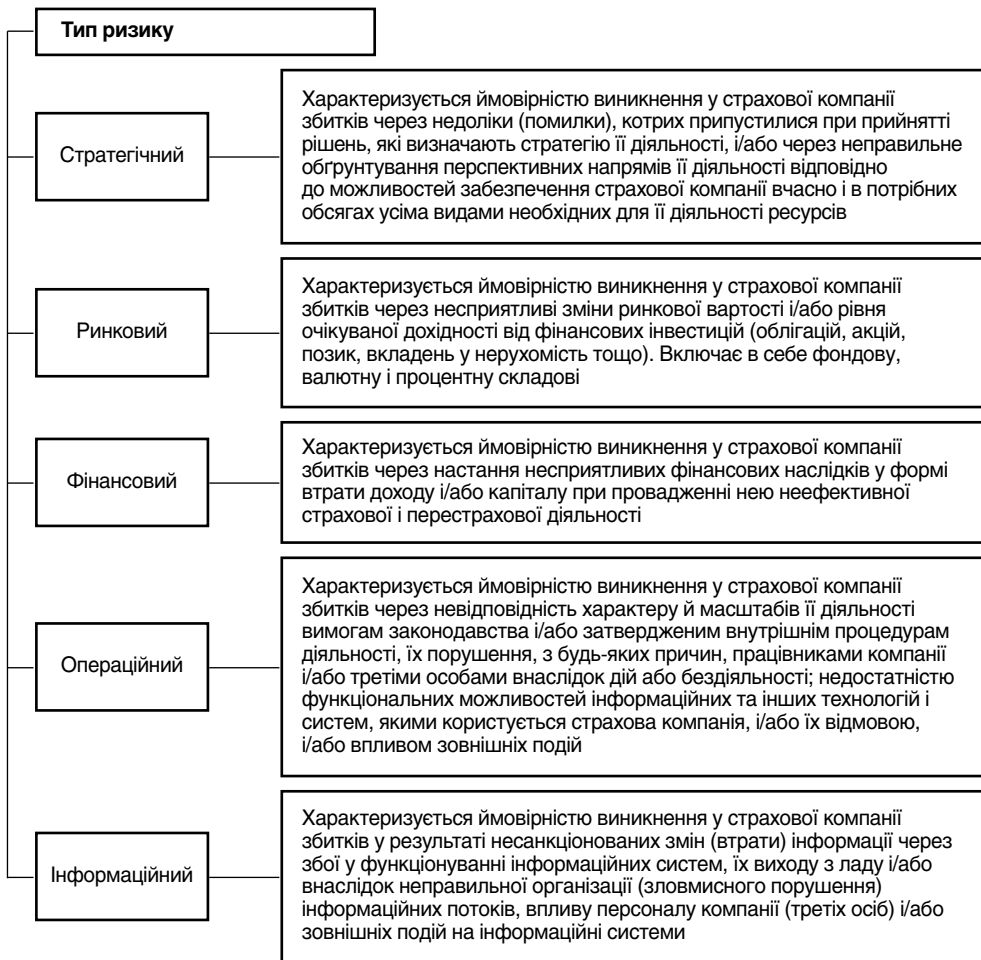 Тип ризику
Стратегічний
Характеризується ймовірністю виникнення у страхової компанії
збитків через недоліки (помилки), котрих припустилися при прийнятті
рішень, які визначають стратегію її діяльності, і/або через неправильне
обґрунтування перспективних напрямів її діяльності відповідно
до можливостей забезпечення страхової компанії вчасно і в потрібних
обсягах усіма видами необхідних для її діяльності ресурсів
Ринковий
Характеризується ймовірністю виникнення у страхової компанії
збитків через несприятливі зміни ринкової вартості і/або рівня
очікуваної дохідності від фінансових інвестицій (облігацій, акцій,
позик, вкладень у нерухомість тощо). Включає в себе фондову,
валютну і процентну складові
Фінансовий
Характеризується ймовірністю виникнення у страхової компанії
збитків через настання несприятливих фінансових наслідків у формі
втрати доходу і/або капіталу при провадженні нею неефективної
страхової і перестрахової діяльності
Операційний
Характеризується ймовірністю виникнення у страхової компанії
збитків через невідповідність характеру й масштабів її діяльності
вимогам законодавства і/або затвердженим внутрішнім процедурам
діяльності, їх порушення, з будь-яких причин, працівниками компанії
і/або третіми особами внаслідок дій або бездіяльності; недостатністю
функціональних можливостей інформаційних та інших технологій і
систем, якими користується страхова компанія, і/або їх відмовою,
і/або впливом зовнішніх подій
Інформаційний
Характеризується ймовірністю виникнення у страхової компанії
збитків у результаті несанкціонованих змін (втрати) інформації через
збої у функціонуванні інформаційних систем, їх виходу з ладу і/або
внаслідок неправильної організації (зловмисного порушення)
інформаційних потоків, впливу персоналу компанії (третіх осіб) і/або
зовнішніх подій на інформаційні системи